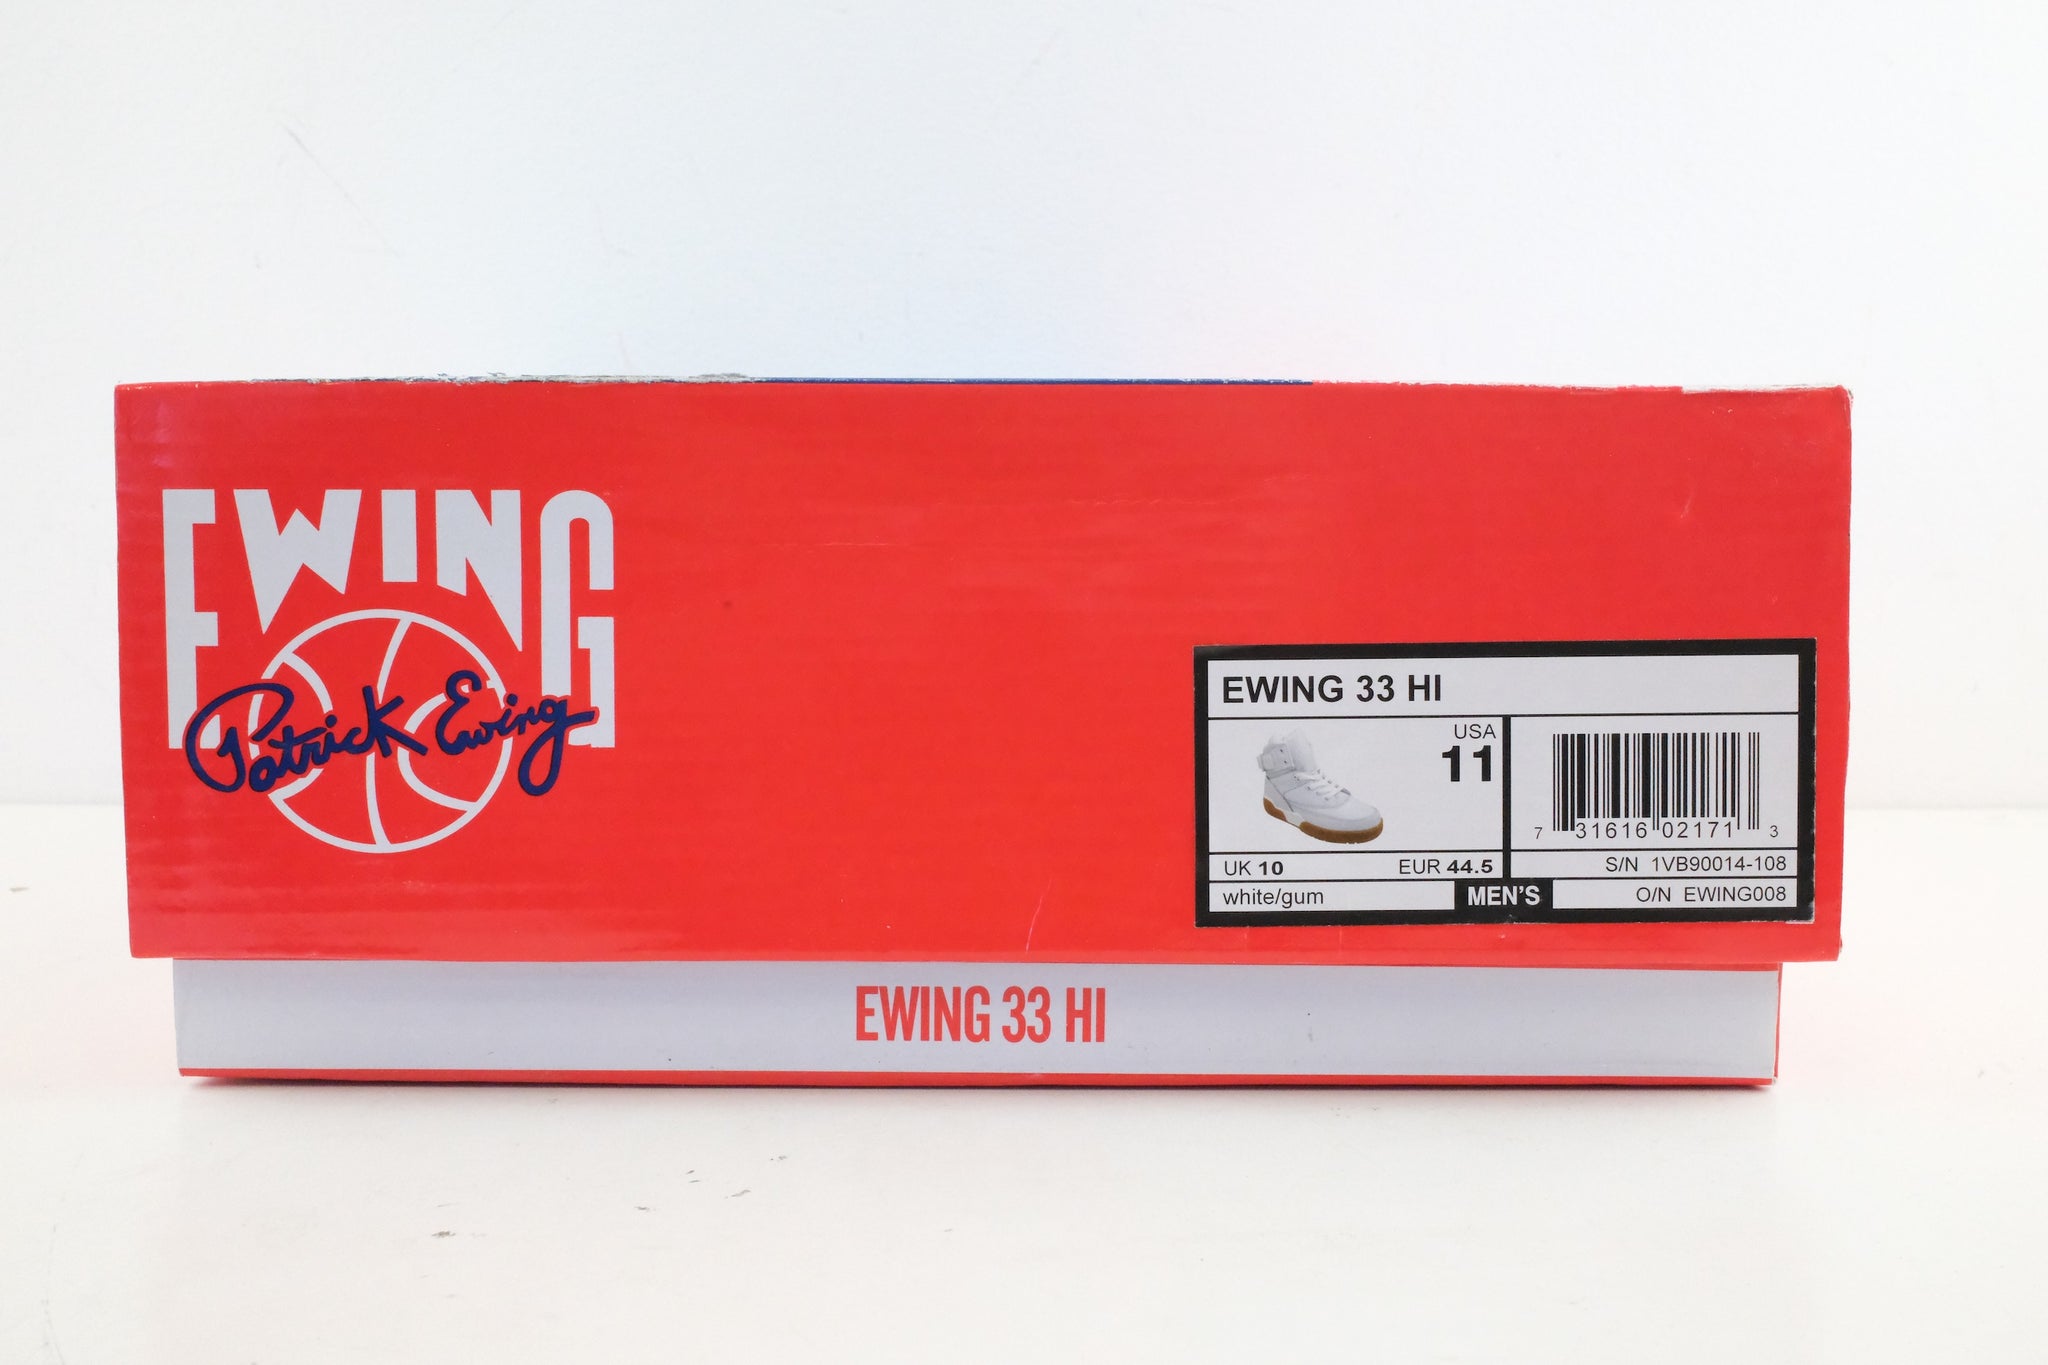 EWING
Patrick Ewing
EWING 33 HI
USA
11
7 31616 02171 3
UK 10 EUR 44.5
S/N 1VB90014-108
white/gum MEN'S O/N EWING008
EWING 33 HI